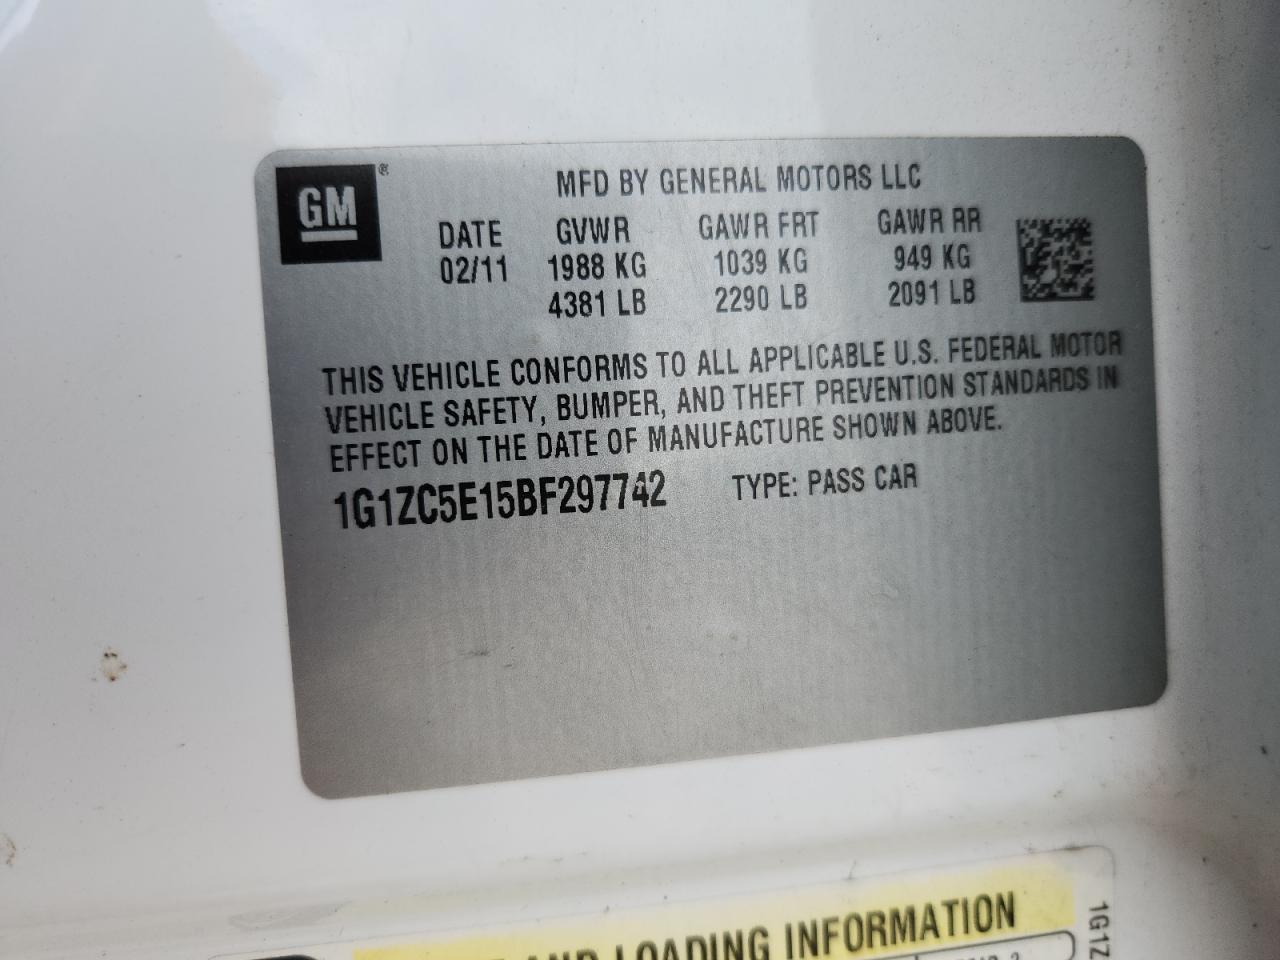 GM®
MFD BY GENERAL MOTORS LLC
DATE GVWR GAWR FRT GAWR RR
02/11 1988 KG 1039 KG 949 KG
4381 LB 2290 LB 2091 LB
THIS VEHICLE CONFORMS TO ALL APPLICABLE U.S. FEDERAL MOTOR
VEHICLE SAFETY, BUMPER, AND THEFT PREVENTION STANDARDS IN
EFFECT ON THE DATE OF MANUFACTURE SHOWN ABOVE.
1G1ZC5E15BF297742 TYPE: PASS CAR
AND LOADING INFORMATION
1G1Z